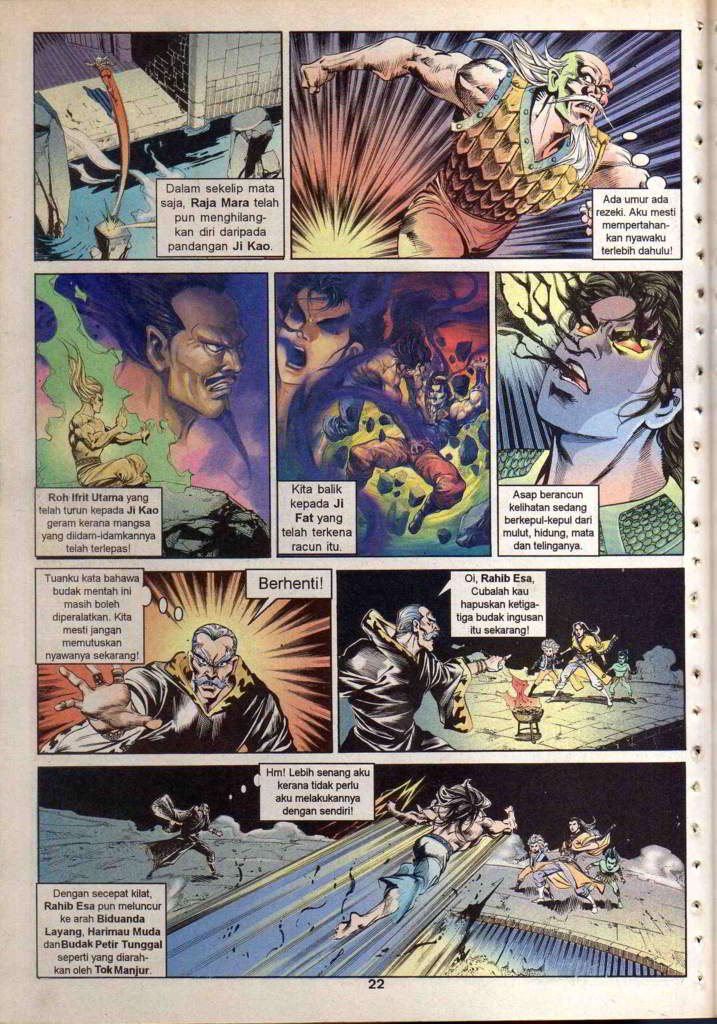 Dalam sekelip mata
saja, Raja Mara telah
pun menghilang-
kan diri daripada
pandangan Ji Kao.
Ada umur ada
rezeki. Aku mesti
mempertahan-
kan nyawaku
terlebih dahulu!
Roh Ifrit Utama yang
telah turun kepada Ji Kao
geram kerana mangsa
yang diidam-idamkannya
telah terlepas!
Kita balik
kepada Ji
Fat yang
telah terkena
racun itu.
Asap berancun
kelihatan sedang
berkepul-kepul dari
mulut, hidung, mata
dan telinganya.
Tuanku kata bahawa
budak mentah ini
masih boleh
diperalatkan. Kita
mesti jangan
memutuskan
nyawanya sekarang!
Berhenti!
Oi, Rahib Esa,
Cubalah kau
hapuskan ketiga-
tiga budak ingusan
itu sekarang!
Hm! Lebih senang aku
kerana tidak perlu
aku melakukannya
dengan sendiri!
Dengan secepat kilat,
Rahib Esa pun meluncur
ke arah Biduanda
Layang, Harimau Muda
danBudak Petir Tunggal
seperti yang diarah-
kan oleh Tok Manjur.
22